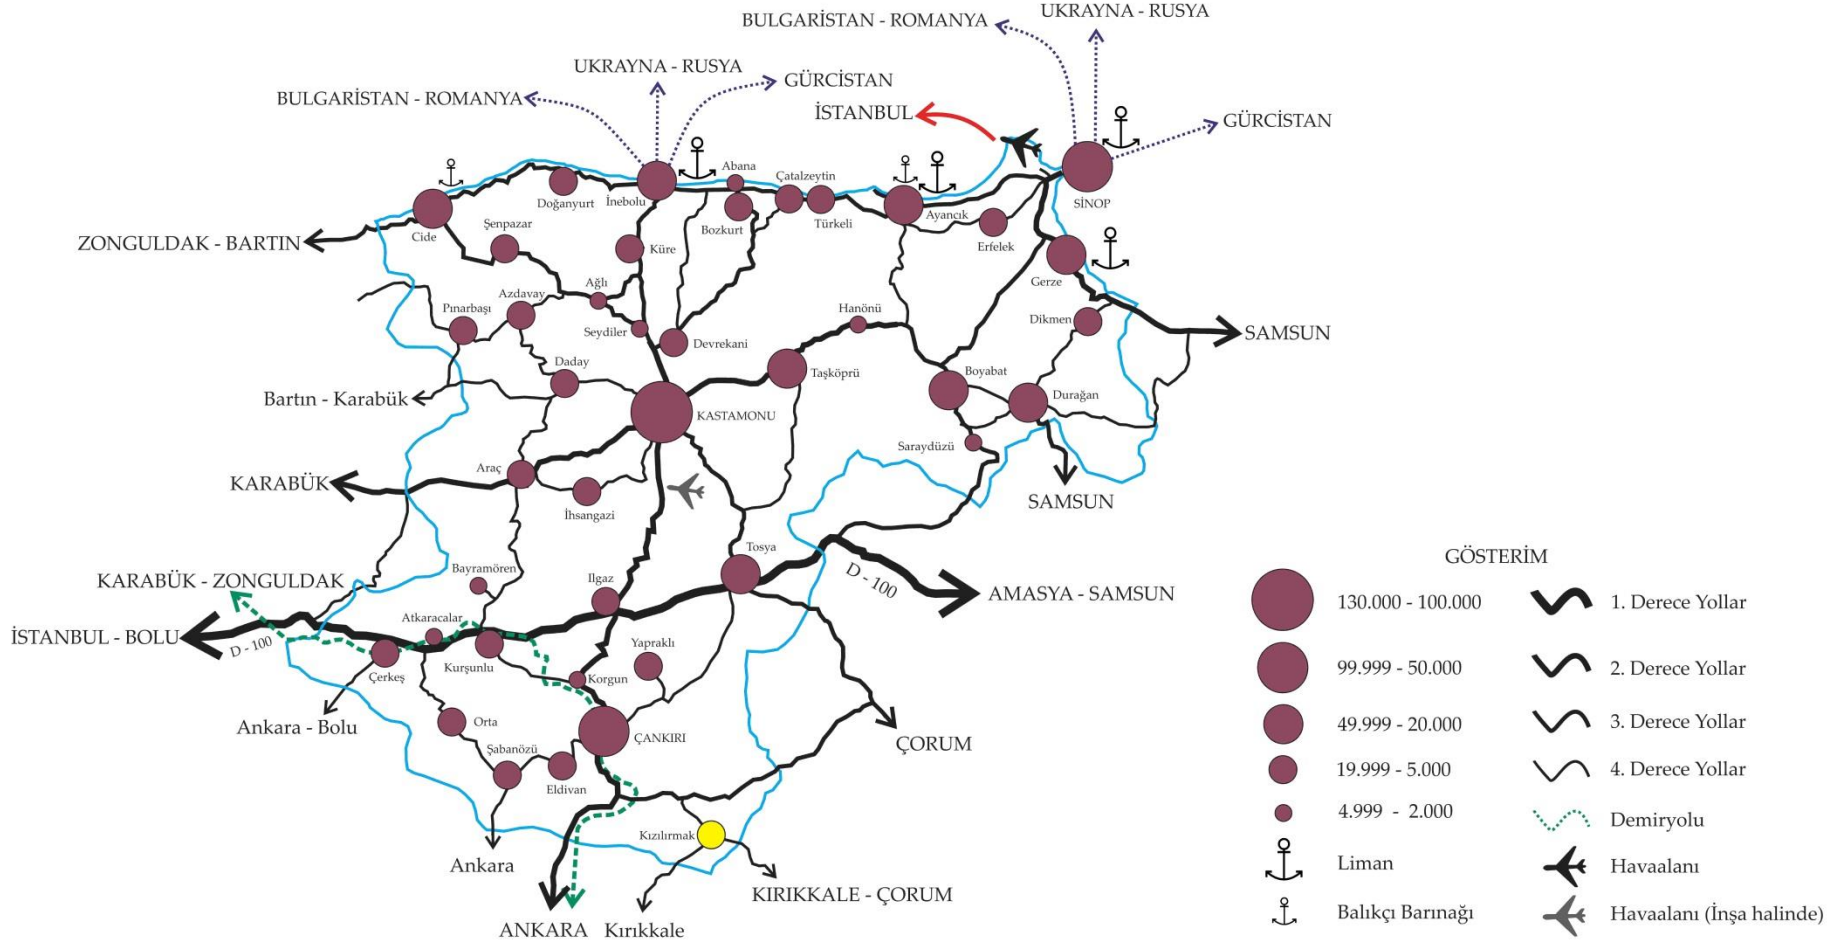 UKRAYNA - RUSYA
BULGARİSTAN - ROMANYA
UKRAYNA - RUSYA
GÜRCİSTAN
BULGARİSTAN - ROMANYA
İSTANBUL
GÜRCİSTAN
Abana
Çatalzeytin
Doğanyurt
İnebolu
SİNOP
Cide
Şenpazar
Bozkurt
Türkeli
Ayancık
Erfelek
ZONGULDAK - BARTIN
Küre
Gerze
Ağlı
Azdavay
Pınarbaşı
Hanönü
Dikmen
Seydiler
Devrekani
SAMSUN
Daday
Taşköprü
Boyabat
Durağan
Bartın - Karabük
KASTAMONU
Saraydüzü
Araç
KARABÜK
İhsangazi
SAMSUN
Tosya
D - 100
KARABÜK - ZONGULDAK
Bayramören
Ilgaz
AMASYA - SAMSUN
Atkaracalar
İSTANBUL - BOLU
D - 100
Yapraklı
Çerkeş
Kurşunlu
Korgun
Ankara - Bolu
Orta
ÇANKIRI
ÇORUM
Şabanözü
Eldivan
Kızılırmak
Ankara
KIRIKKALE - ÇORUM
ANKARA
Kırıkkale
GÖSTERİM
130.000 - 100.000
1. Derece Yollar
99.999 - 50.000
2. Derece Yollar
49.999 - 20.000
3. Derece Yollar
19.999 - 5.000
4. Derece Yollar
4.999 - 2.000
Demiryolu
Liman
Havaalanı
Balıkçı Barınağı
Havaalanı (İnşa halinde)